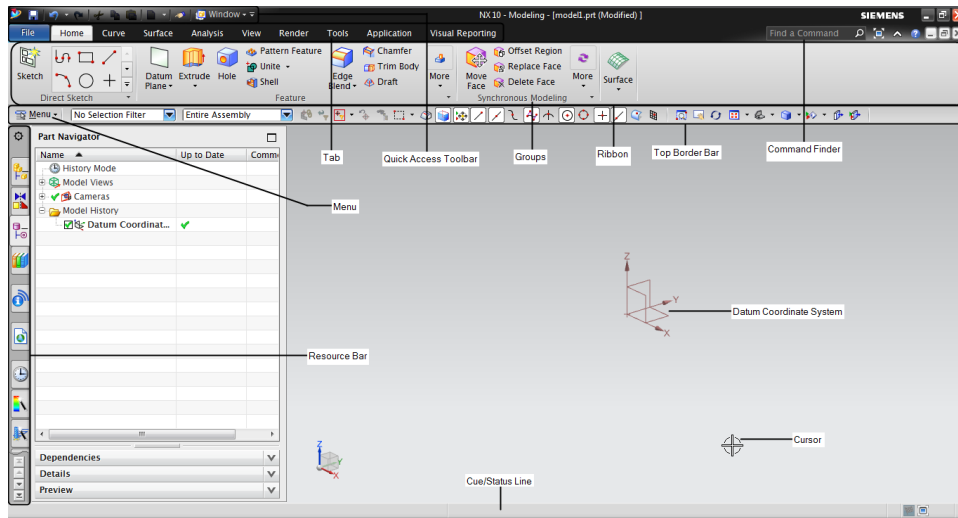 Window
NX 10 - Modeling - [model1.prt (Modified) ]
SIEMENS
File Home Curve Surface Analysis View Render Tools Application Visual Reporting
Find a Command
Sketch
Direct Sketch
Datum Plane
Extrude
Hole
Pattern Feature
Unite
Shell
Edge Blend
Chamfer
Trim Body
Draft
More
Feature
Move Face
Offset Region
Replace Face
Delete Face
More
Synchronous Modeling
Surface
Menu
No Selection Filter
Entire Assembly
Part Navigator
Name Up to Date Comm
History Mode
Model Views
Cameras
Model History
Datum Coordinat...
Dependencies
Details
Preview
Tab
Quick Access Toolbar
Groups
Ribbon
Top Border Bar
Command Finder
Menu
Z
Y
X
Datum Coordinate System
Resource Bar
Cursor
Z
Y
X
Cue/Status Line